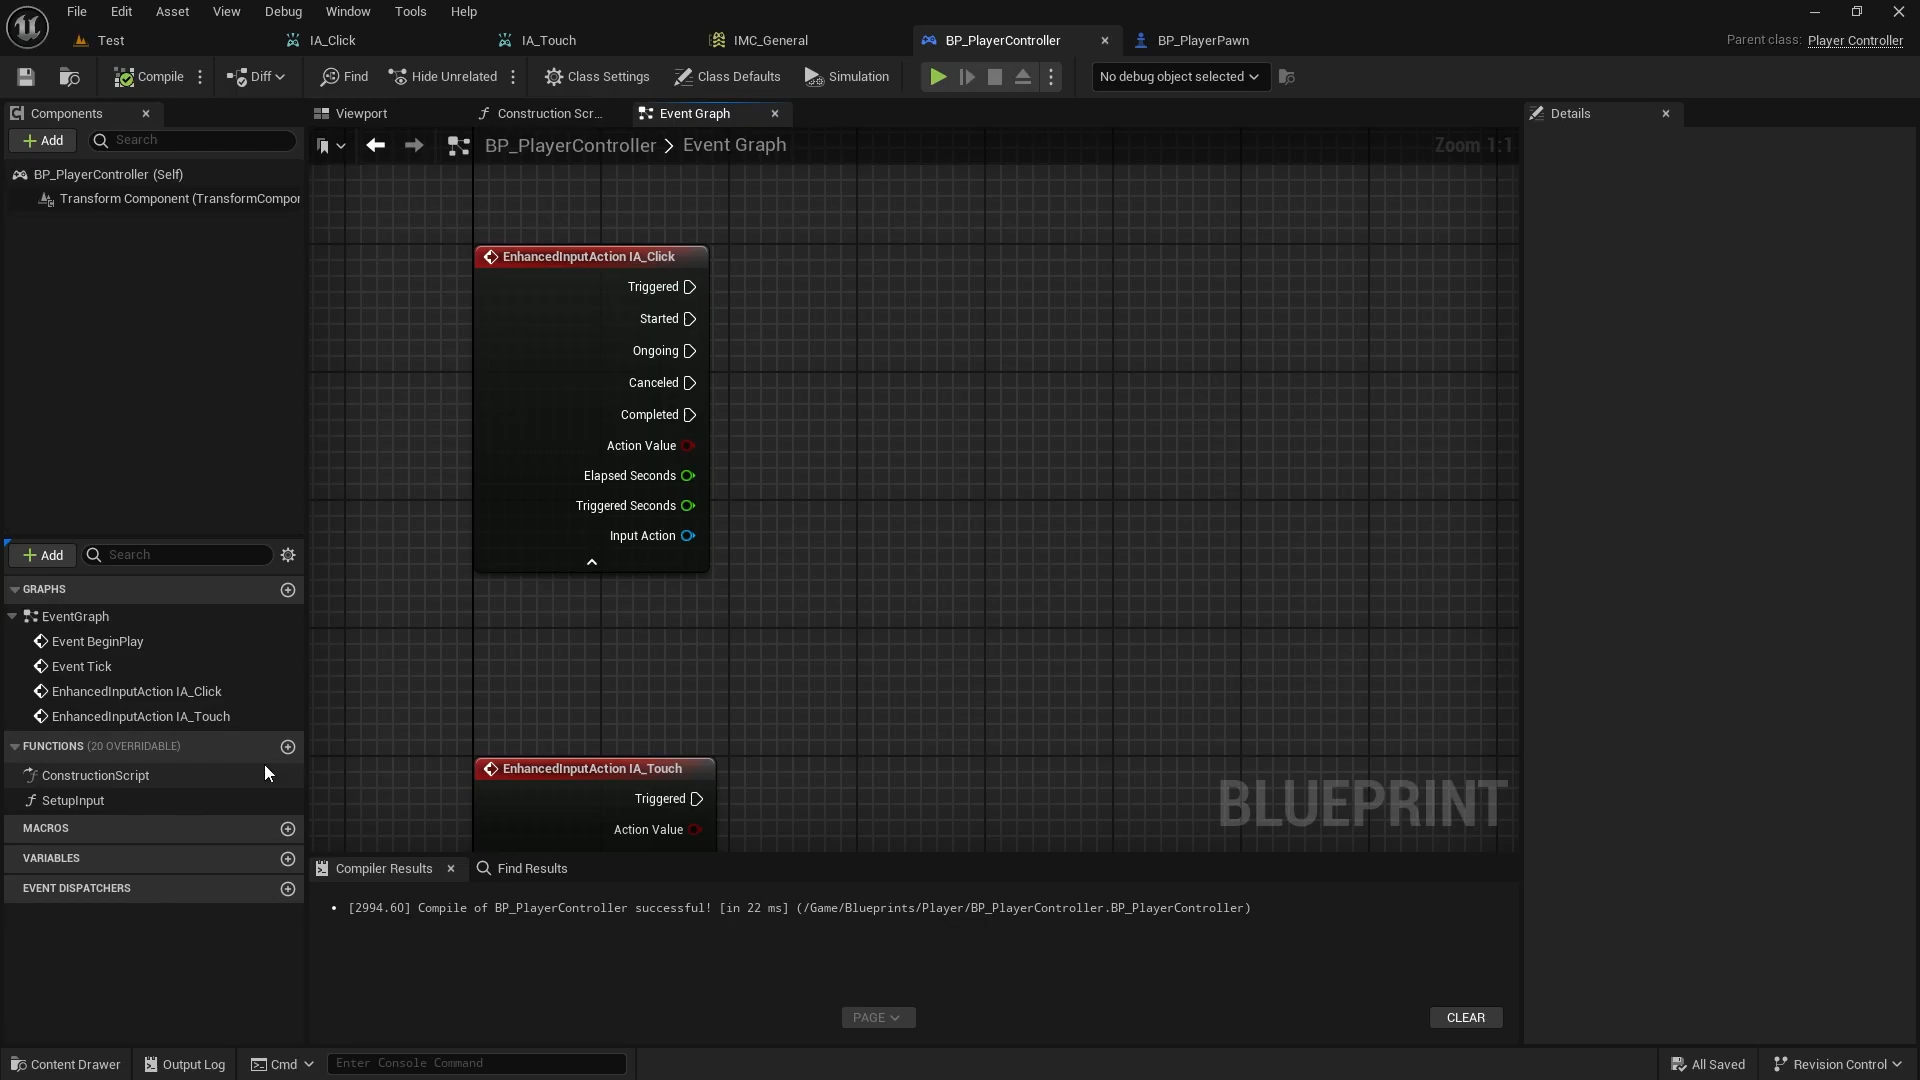 File Edit Asset View Debug Window Tools Help
Test IA_Click IA_Touch IMC_General BP_PlayerController BP_PlayerPawn Parent class: Player Controller
Compile Diff Find Hide Unrelated Class Settings Class Defaults Simulation No debug object selected
Components Viewport Construction Scr... Event Graph Details
Add Search BP_PlayerController > Event Graph Zoom 1:1
BP_PlayerController (Self)
Transform Component (TransformCompor
EnhancedInputAction IA_Click
Triggered
Started
Ongoing
Canceled
Completed
Action Value
Elapsed Seconds
Triggered Seconds
Input Action
Add Search
GRAPHS
EventGraph
Event BeginPlay
Event Tick
EnhancedInputAction IA_Click
EnhancedInputAction IA_Touch
FUNCTIONS (20 OVERRIDABLE)
ConstructionScript
SetupInput
MACROS
VARIABLES
EVENT DISPATCHERS
EnhancedInputAction IA_Touch
Triggered
Action Value
BLUEPRINT
Compiler Results Find Results
[2994.60] Compile of BP_PlayerController successful! [in 22 ms] (/Game/Blueprints/Player/BP_PlayerController.BP_PlayerController)
PAGE CLEAR
Content Drawer Output Log Cmd Enter Console Command All Saved Revision Control